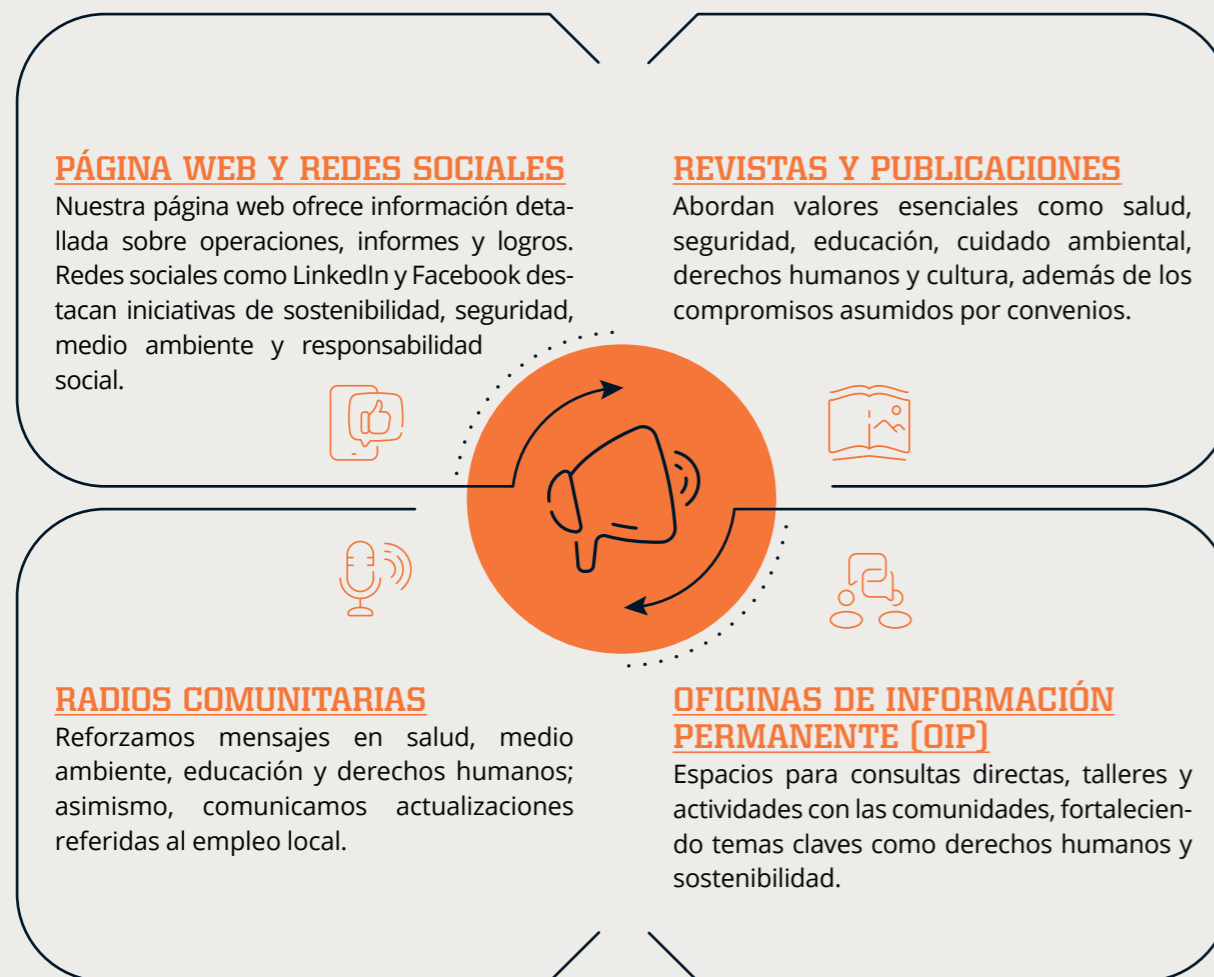 PÁGINA WEB Y REDES SOCIALES
Nuestra página web ofrece información deta-
llada sobre operaciones, informes y logros.
Redes sociales como LinkedIn y Facebook des-
tacan iniciativas de sostenibilidad, seguridad,
medio ambiente y responsabilidad
social.
REVISTAS Y PUBLICACIONES
Abordan valores esenciales como salud,
seguridad, educación, cuidado ambiental,
derechos humanos y cultura, además de los
compromisos asumidos por convenios.
RADIOS COMUNITARIAS
Reforzamos mensajes en salud, medio
ambiente, educación y derechos humanos;
asimismo, comunicamos actualizaciones
referidas al empleo local.
OFICINAS DE INFORMACIÓN
PERMANENTE (OIP)
Espacios para consultas directas, talleres y
actividades con las comunidades, fortalecien-
do temas claves como derechos humanos y
sostenibilidad.